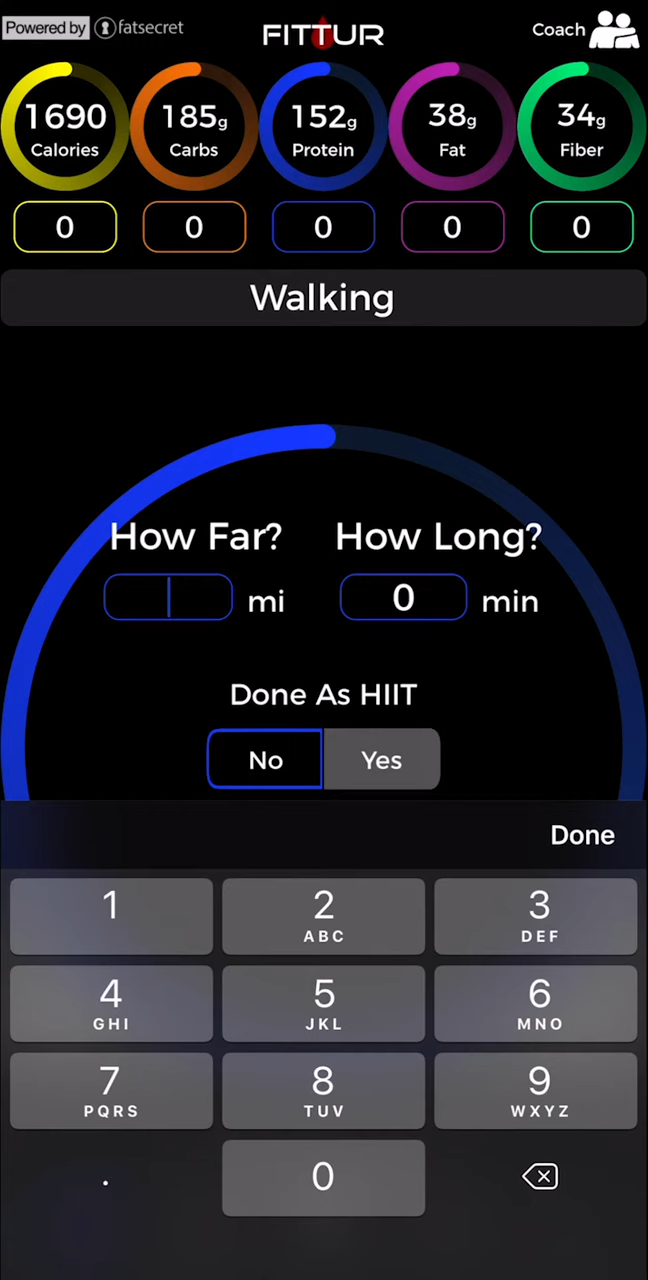 Powered by fatsecret
FITTUR
Coach
1690 185g 152g 38g 34g
Calories Carbs Protein Fat Fiber
0 0 0 0 0
Walking
How Far? How Long?
mi 0 min
Done As HIIT
No Yes
Done
1 2 3
ABC DEF
4 5 6
GHI JKL MNO
7 8 9
PQRS TUV WXYZ
. 0